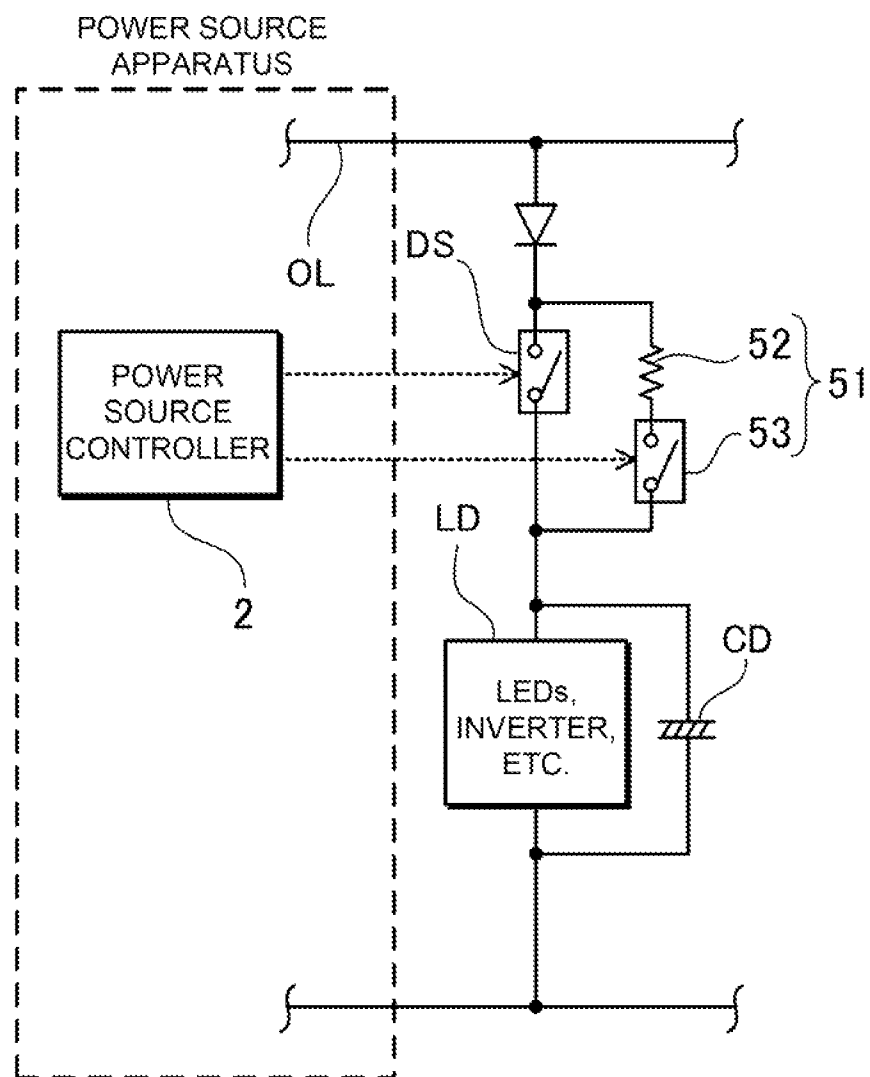 POWER SOURCE
APPARATUS
OL
DS
52
51
53
POWER
SOURCE
CONTROLLER
2
LD
CD
LEDs,
INVERTER,
ETC.